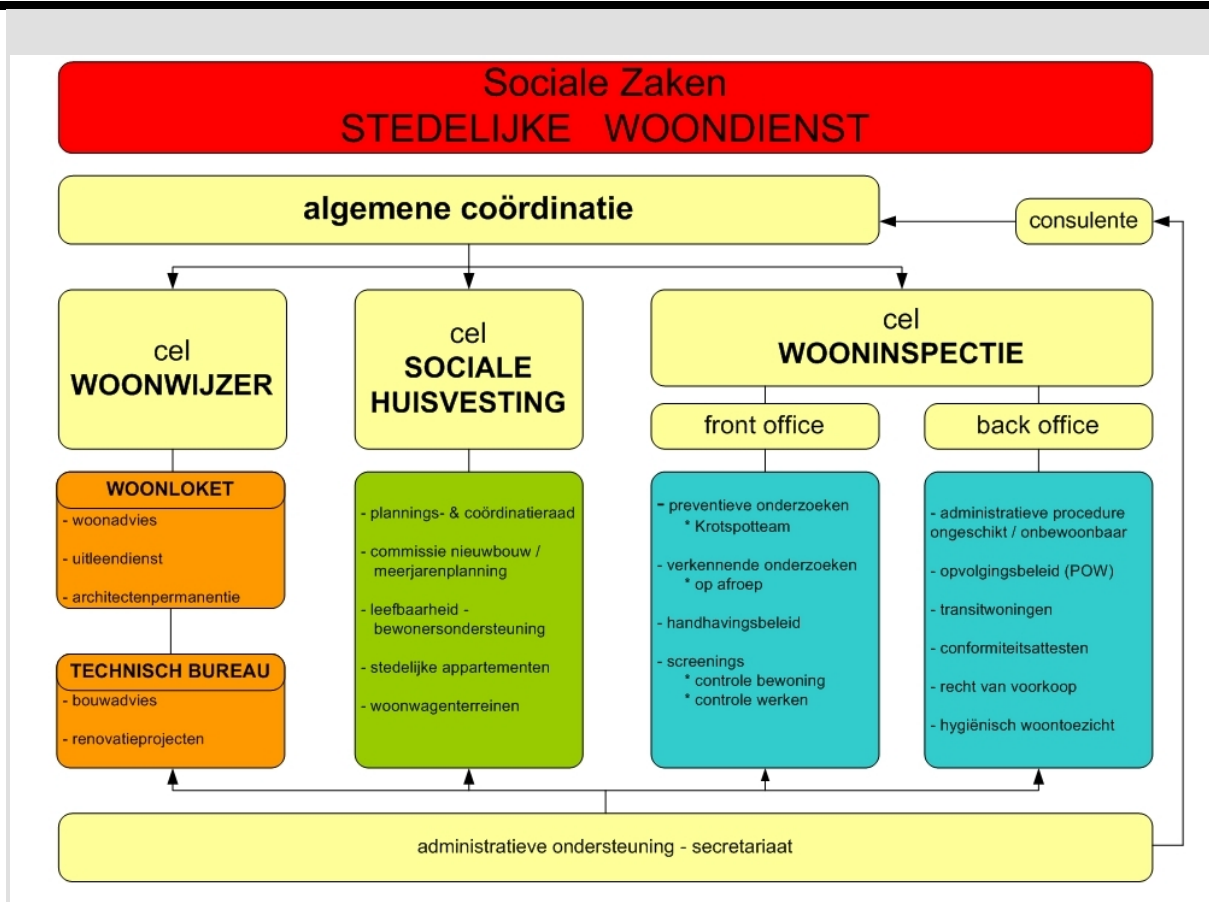 Sociale Zaken
STEDELIJKE WOONDIENST
algemene coördinatie
consulente
cel
WOONWIJZER
cel
SOCIALE
HUISVESTING
cel
WOONINSPECTIE
front office
back office
WOONLOKET
- woonadvies
- uitleendienst
- architectenpermanentie
TECHNISCH BUREAU
- bouwadvies
- renovatieprojecten
- plannings- & coördinatieraad
- commissie nieuwbouw /
meerjarenplanning
- leefbaarheid -
bewonersondersteuning
- stedelijke appartementen
- woonwagenterreinen
- preventieve onderzoeken
* Krotspotteam
- verkennende onderzoeken
* op afroep
- handhavingsbeleid
- screenings
* controle bewoning
* controle werken
- administratieve procedure
ongeschikt / onbewoonbaar
- opvolgingsbeleid (POW)
- transitwoningen
- conformiteitsattesten
- recht van voorkoop
- hygiënisch woontoezicht
administratieve ondersteuning - secretariaat